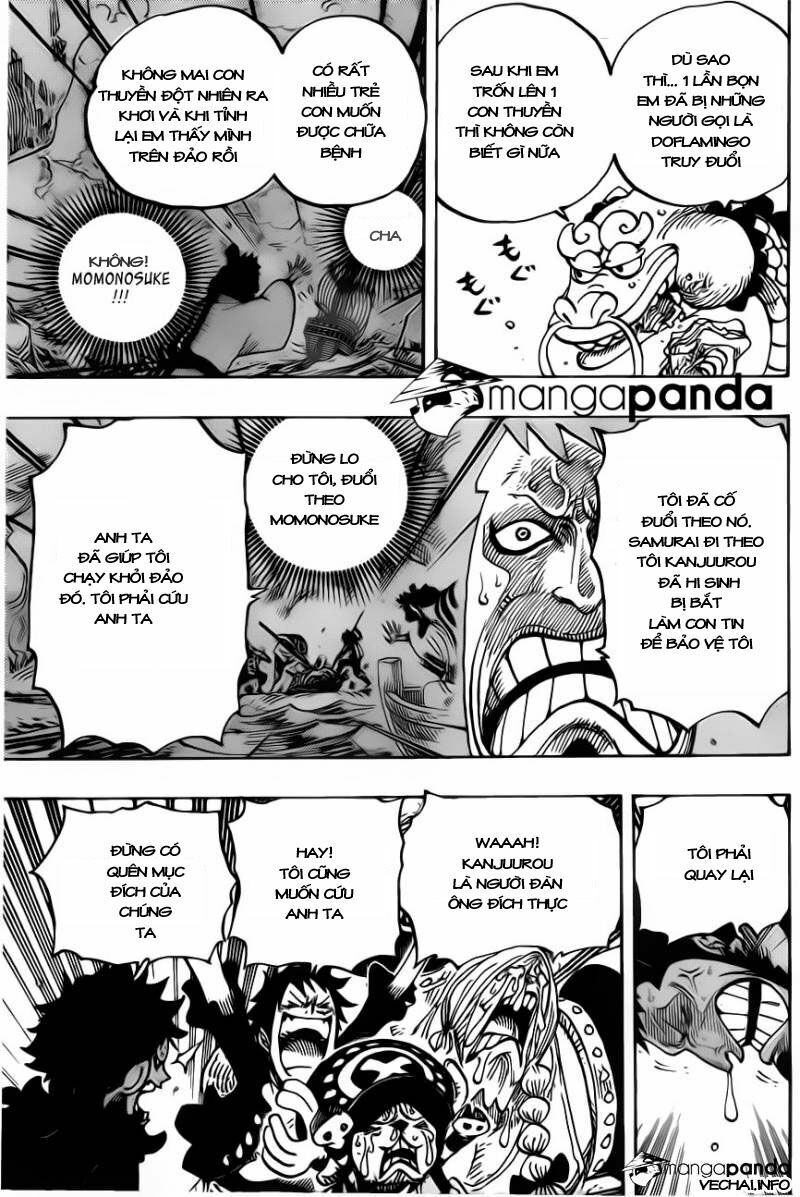 DÙ SAO
THÌ... 1 LẦN BỌN
EM ĐÃ BỊ NHỮNG
NGƯỜI GỌI LÀ
DOFLAMINGO
TRUY ĐUỔI
SAU KHI EM
TRỐN LÊN 1
CON THUYỀN
THÌ KHÔNG CÒN
BIẾT GÌ NỮA
もぐ
もぐ
CÓ RẤT
NHIỀU TRẺ
CON MUỐN
ĐƯỢC CHỮA
BỆNH
KHÔNG MAI CON
THUYỀN ĐỘT NHIÊN RA
KHƠI VÀ KHI TỈNH
LẠI EM THẤY MÌNH
TRÊN ĐẢO RỒI
CHA
KHÔNG!
MOMONOSUKE
!!!
mangapanda
TÔI ĐÃ CỐ
ĐUỔI THEO NÓ.
SAMURAI ĐI THEO
TÔI KANJUUROU
ĐÃ HI SINH
BỊ BẮT
LÀM CON TIN
ĐỂ BẢO VỆ TÔI
ĐỪNG LO
CHO TÔI, ĐUỔI
THEO
MOMONOSUKE
ANH TA
ĐÃ GIÚP TÔI
CHẠY KHỎI ĐẢO
ĐÓ. TÔI PHẢI CỨU
ANH TA
TÔI PHẢI
QUAY LẠI
WAAAH!
KANJUUROU
LÀ NGƯỜI ĐÀN
ÔNG ĐÍCH THỰC
HAY!
TÔI CŨNG
MUỐN CỨU
ANH TA
ĐỪNG CÓ
QUÊN MỤC
ĐÍCH CỦA
CHÚNG
TA
mangapanda
VECHAI.INFO